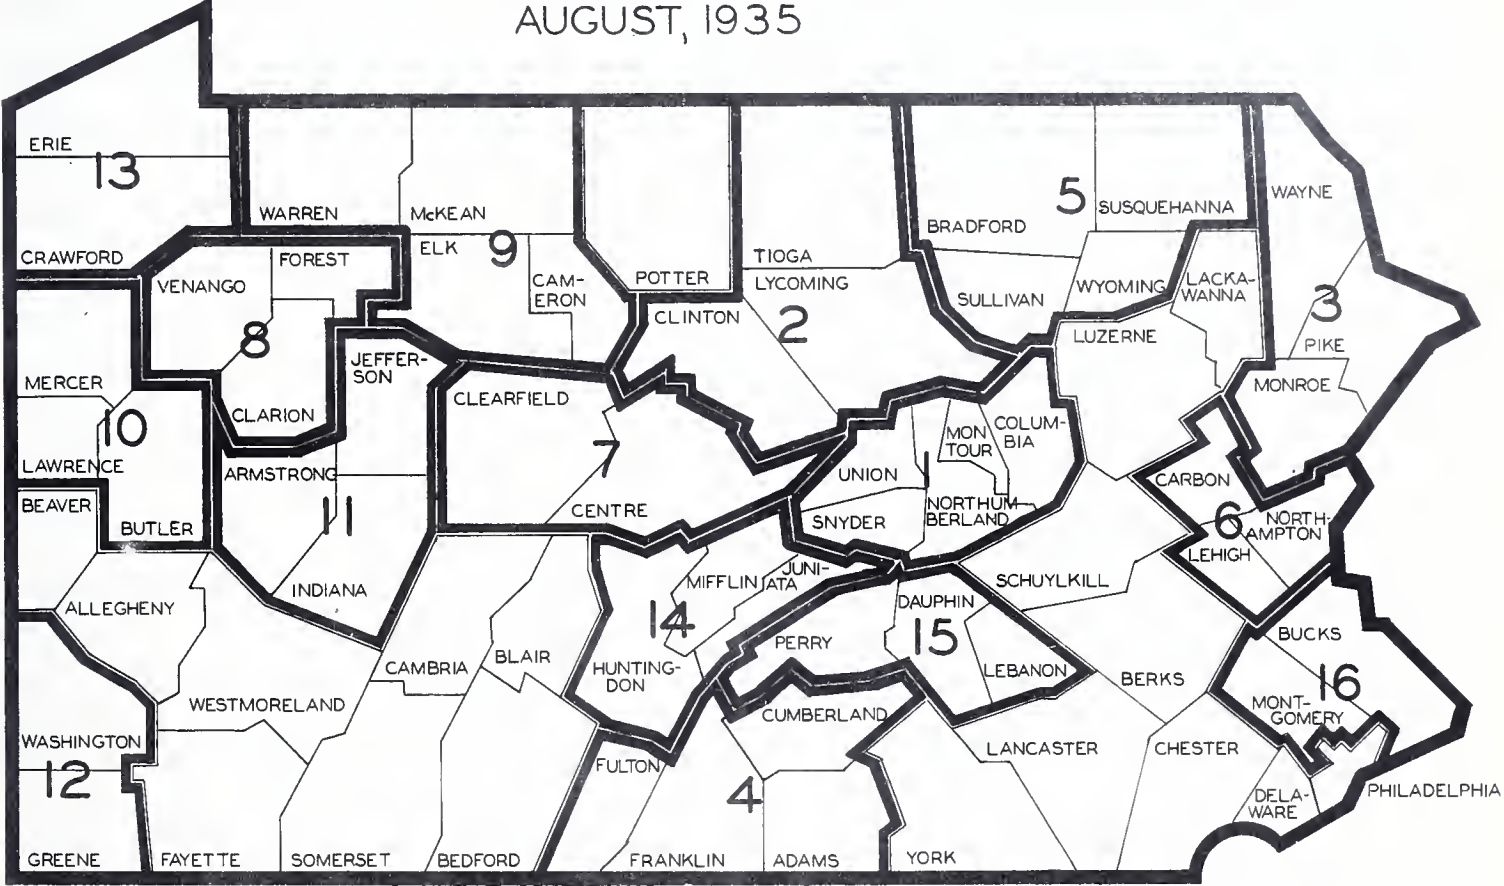 AUGUST, 1935
ERIE
13
CRAWFORD
WARREN
McKEAN
ELK
9
CAM-
ERON
POTTER
TIOGA
LYCOMING
2
CLINTON
BRADFORD
5
SUSQUEHANNA
SULLIVAN
WYOMING
LACKA-
WANNA
LUZERNE
WAYNE
3
PIKE
MONROE
VENANGO
FOREST
8
CLARION
JEFFER-
SON
MERCER
10
LAWRENCE
BEAVER
BUTLER
ARMSTRONG
11
INDIANA
CLEARFIELD
7
CENTRE
UNION
MON
TOUR
COLUM-
BIA
1
SNYDER
NORTHUM
BERLAND
CARBON
6
NORTH-
AMPTON
LEHIGH
SCHUYLKILL
ALLEGHENY
WESTMORELAND
CAMBRIA
BLAIR
HUNTING-
DON
14
MIFFLIN
JUNI-
ATA
PERRY
DAUPHIN
15
LEBANON
BERKS
BUCKS
16
MONT-
GOMERY
WASHINGTON
12
GREENE
FAYETTE
SOMERSET
BEDFORD
FULTON
FRANKLIN
4
CUMBERLAND
ADAMS
YORK
LANCASTER
CHESTER
DELA-
WARE
PHILADELPHIA